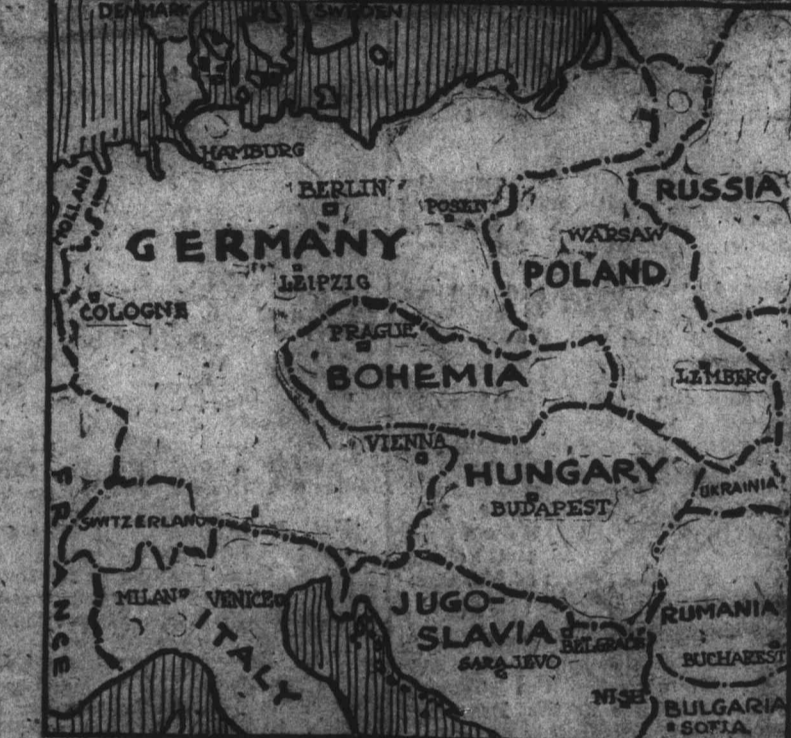 DENMARK
SWEDEN
HAMBURG
HOLLAND
BERLIN
POSEN
RUSSIA
GERMANY
WARSAW
POLAND
LEIPZIG
COLOGNE
PRAGUE
BOHEMIA
LEMBERG
VIENNA
HUNGARY
UKRAINIA
BUDAPEST
FRANCE
SWITZERLAND
MILAN
VENICE
ITALY
JUGO-
SLAVIA
BELGRADE
SARAJEVO
RUMANIA
BUCHAREST
NISH
BULGARIA
SOFIA